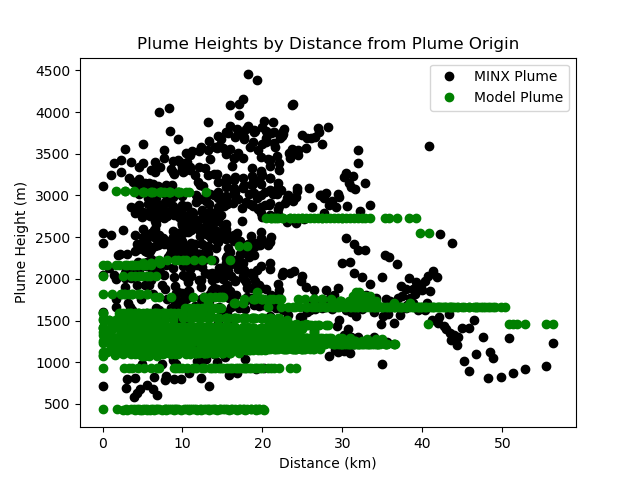 Plume Heights by Distance from Plume Origin
MINX Plume
Model Plume
4500
4000
3500
3000
2500
2000
1500
1000
500
Plume Height (m)
0 10 20 30 40 50
Distance (km)